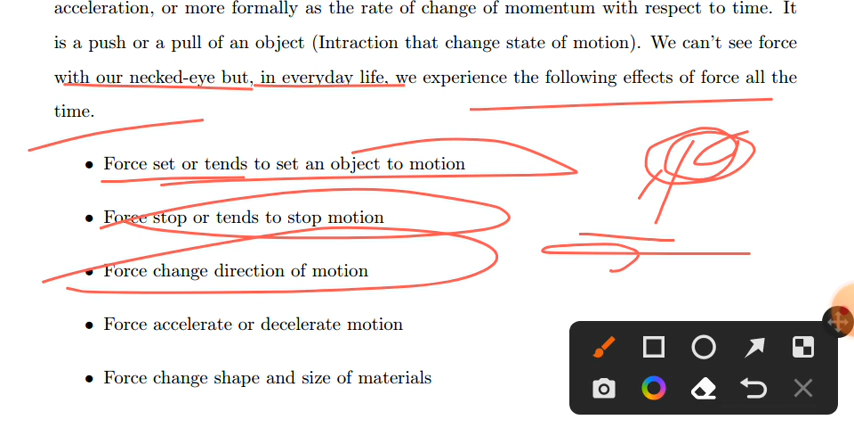 acceleration, or more formally as the rate of change of momentum with respect to time. It
is a push or a pull of an object (Intraction that change state of motion). We can't see force
with our necked-eye but, in everyday life, we experience the following effects of force all the
time.
• Force set or tends to set an object to motion
• Force stop or tends to stop motion
• Force change direction of motion
• Force accelerate or decelerate motion
• Force change shape and size of materials